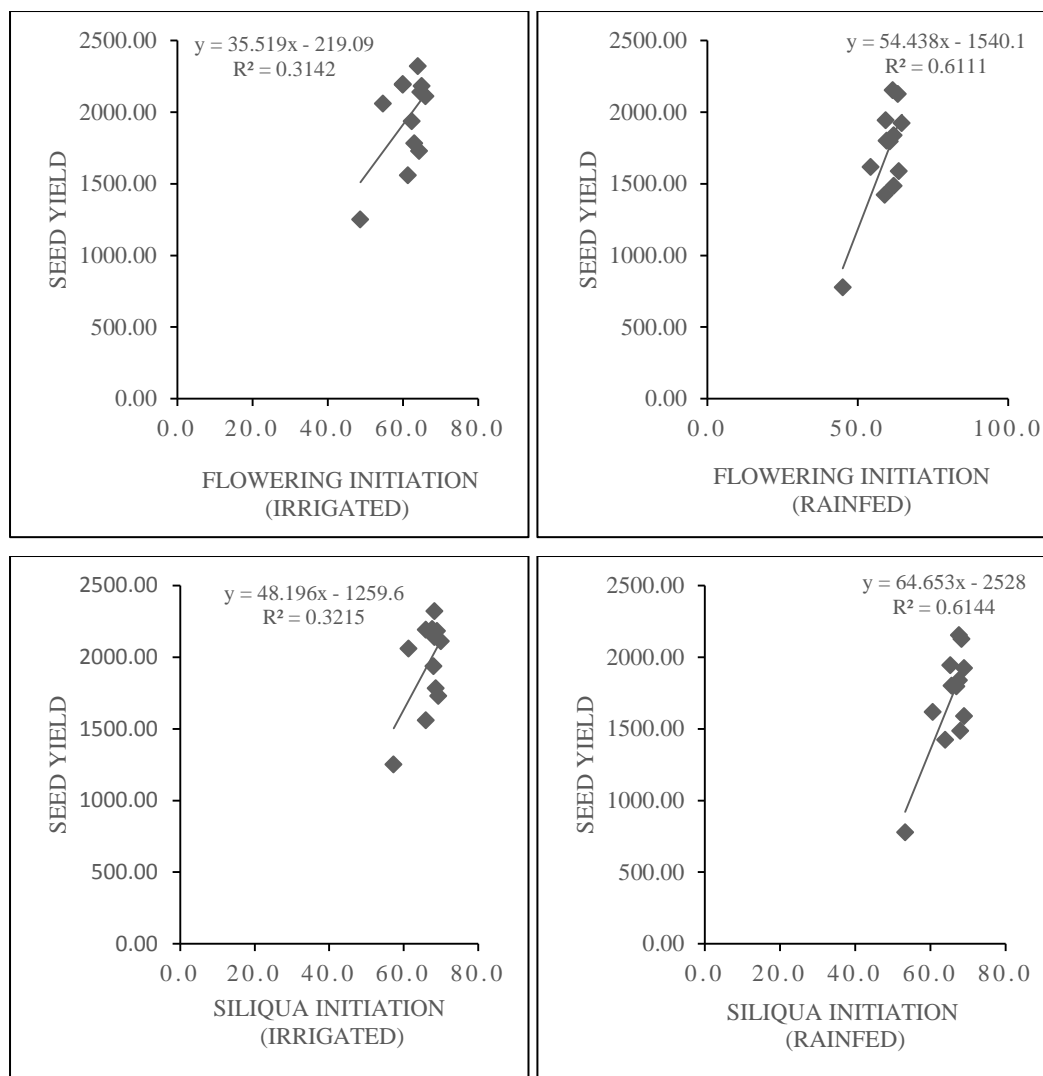 y = 35.519x - 219.09
R² = 0.3142
2500.00
2000.00
1500.00
1000.00
500.00
0.00
SEED YIELD
0.0 20.0 40.0 60.0 80.0
FLOWERING INITIATION
(IRRIGATED)
y = 54.438x - 1540.1
R² = 0.6111
2500.00
2000.00
1500.00
1000.00
500.00
0.00
SEED YIELD
0.0 50.0 100.0
FLOWERING INITIATION
(RAINFED)
y = 48.196x - 1259.6
R² = 0.3215
2500.00
2000.00
1500.00
1000.00
500.00
0.00
SEED YIELD
0.0 20.0 40.0 60.0 80.0
SILIQUA INITIATION
(IRRIGATED)
y = 64.653x - 2528
R² = 0.6144
2500.00
2000.00
1500.00
1000.00
500.00
0.00
SEED YIELD
0.0 20.0 40.0 60.0 80.0
SILIQUA INITIATION
(RAINFED)